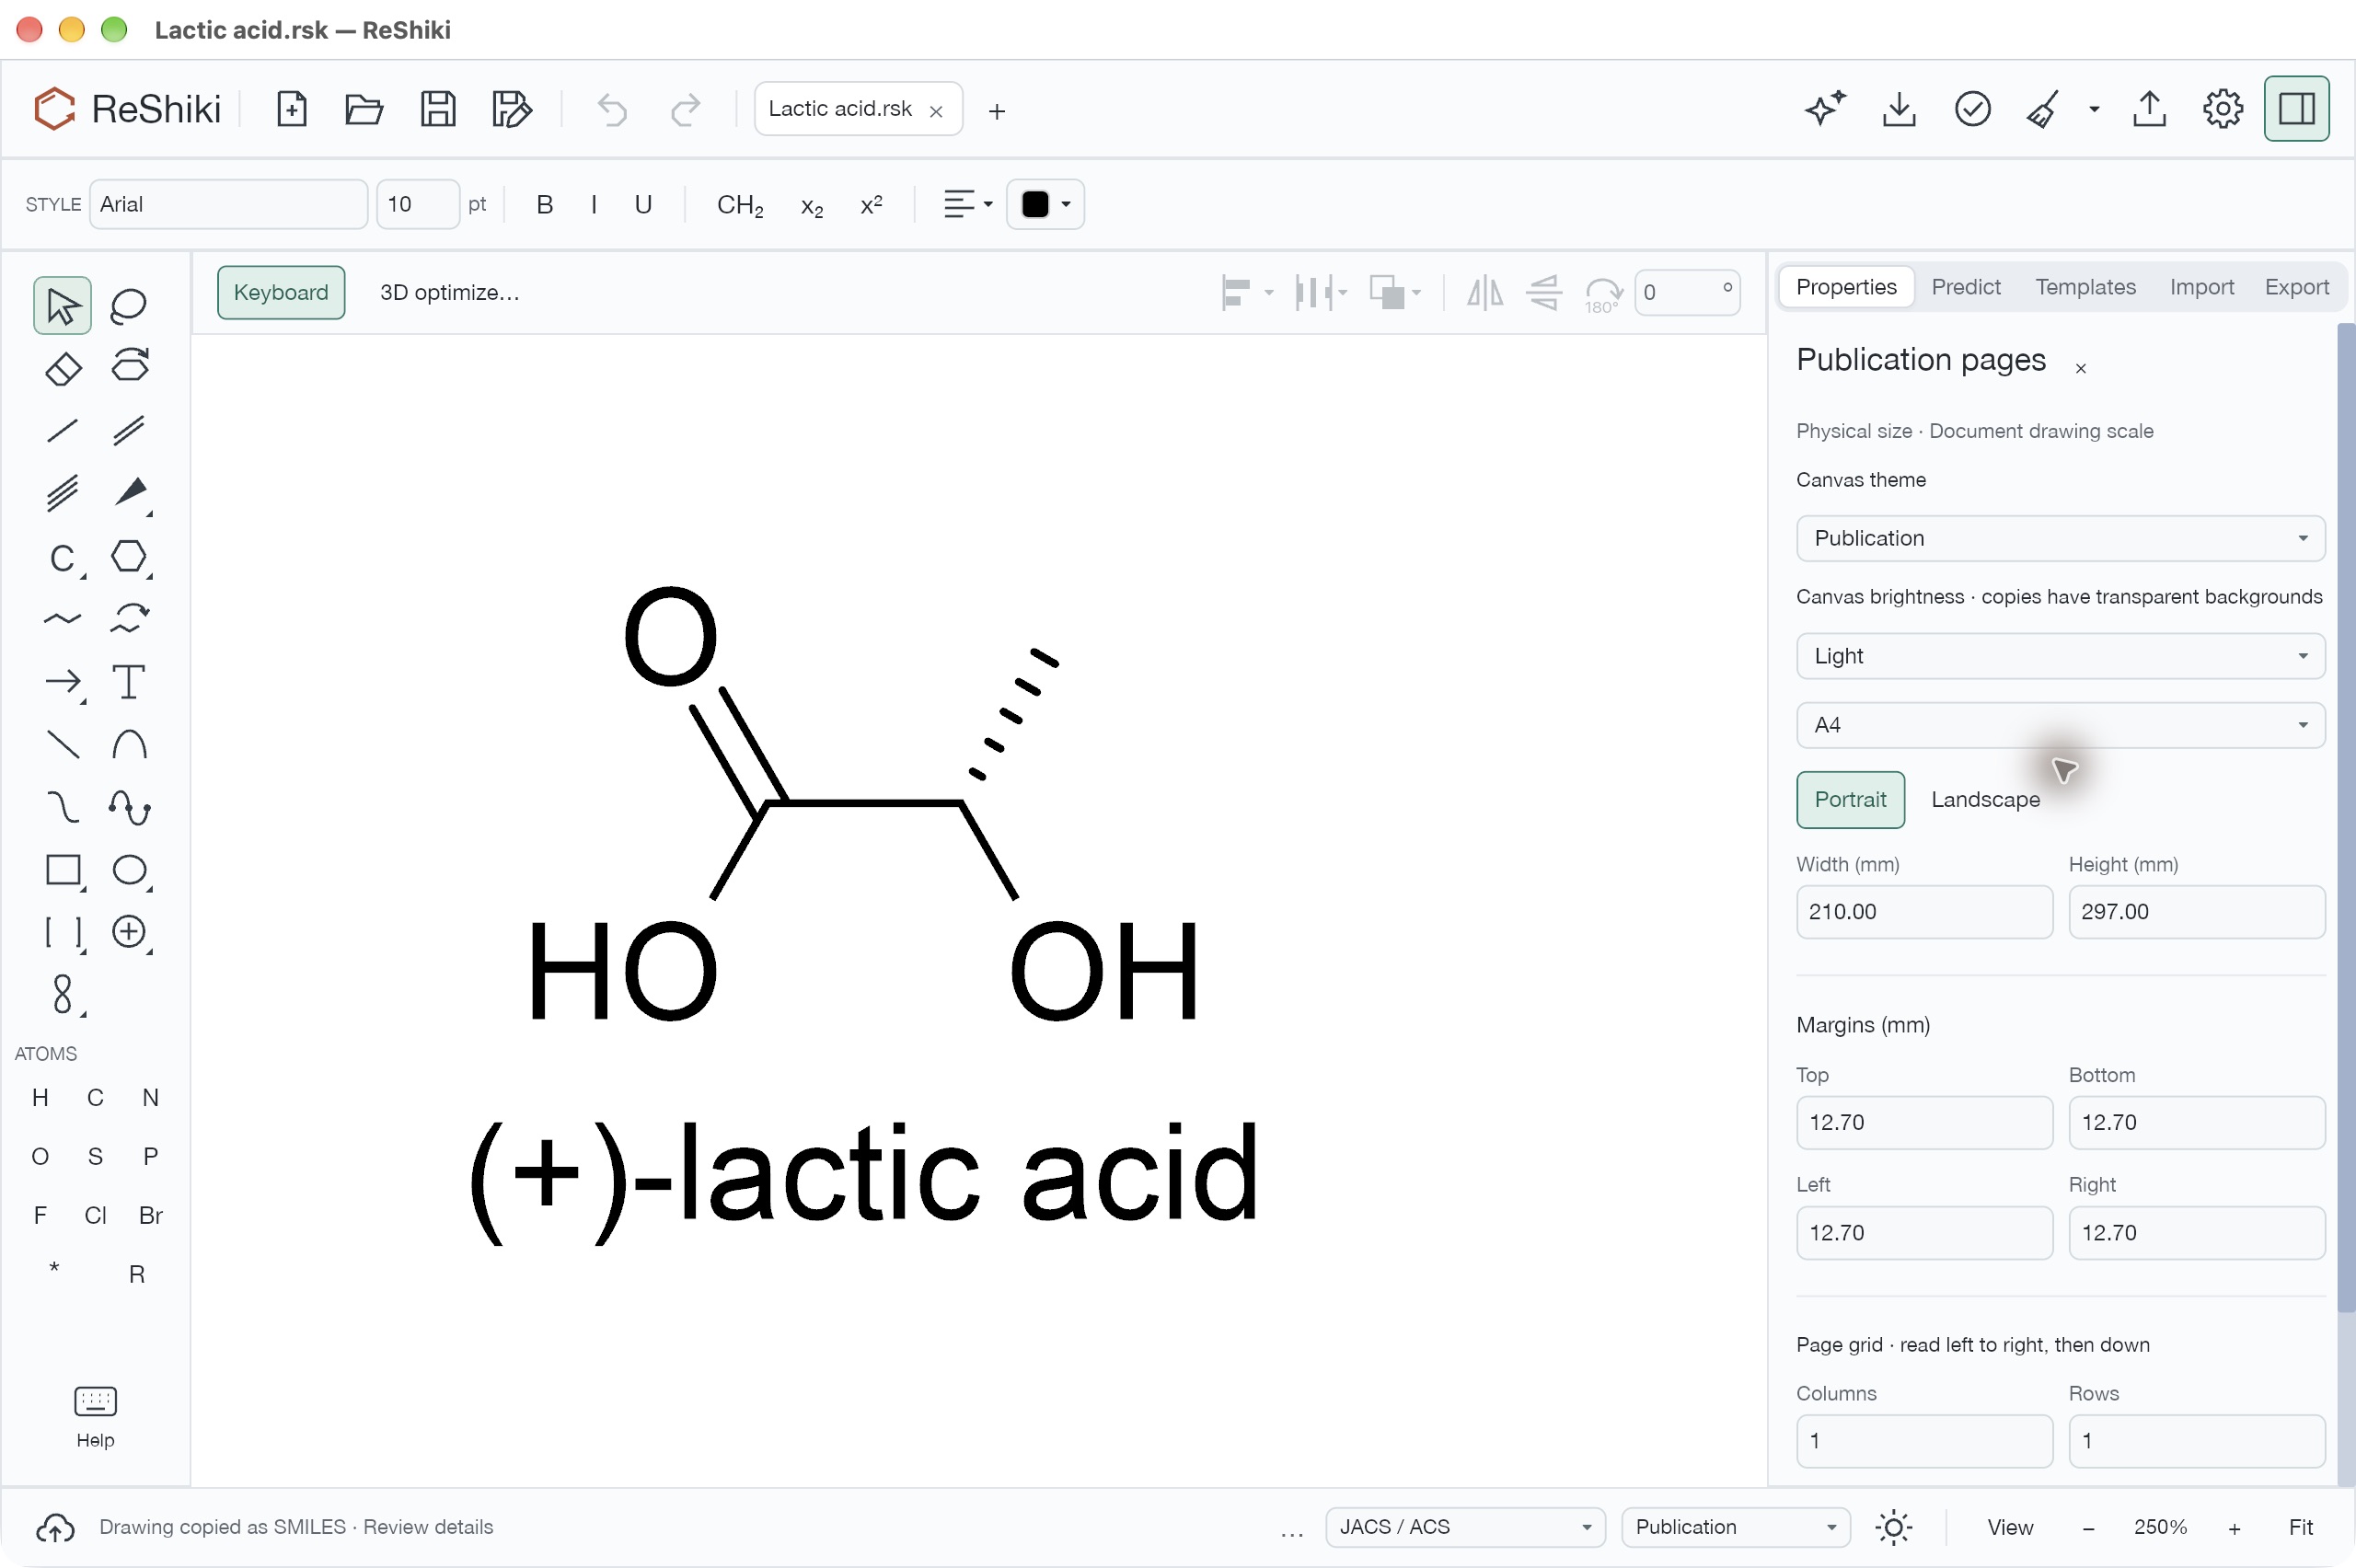 Lactic acid.rsk — ReShiki
ReShiki
Lactic acid.rsk ×
+
STYLE Arial 10 pt B I U CH₂ x₂ x²
Keyboard 3D optimize...
180° 0 °
Properties Predict Templates Import Export
Publication pages ×
Physical size · Document drawing scale
Canvas theme
Publication
Canvas brightness · copies have transparent backgrounds
Light
A4
Portrait Landscape
Width (mm) Height (mm)
210.00 297.00
Margins (mm)
Top Bottom
12.70 12.70
Left Right
12.70 12.70
Page grid · read left to right, then down
Columns Rows
1 1
C
T
[ ]
ATOMS
H C N
O S P
F Cl Br
* R
Help
O
HO OH
(+)-lactic acid
Drawing copied as SMILES · Review details
... JACS / ACS Publication View − 250% + Fit